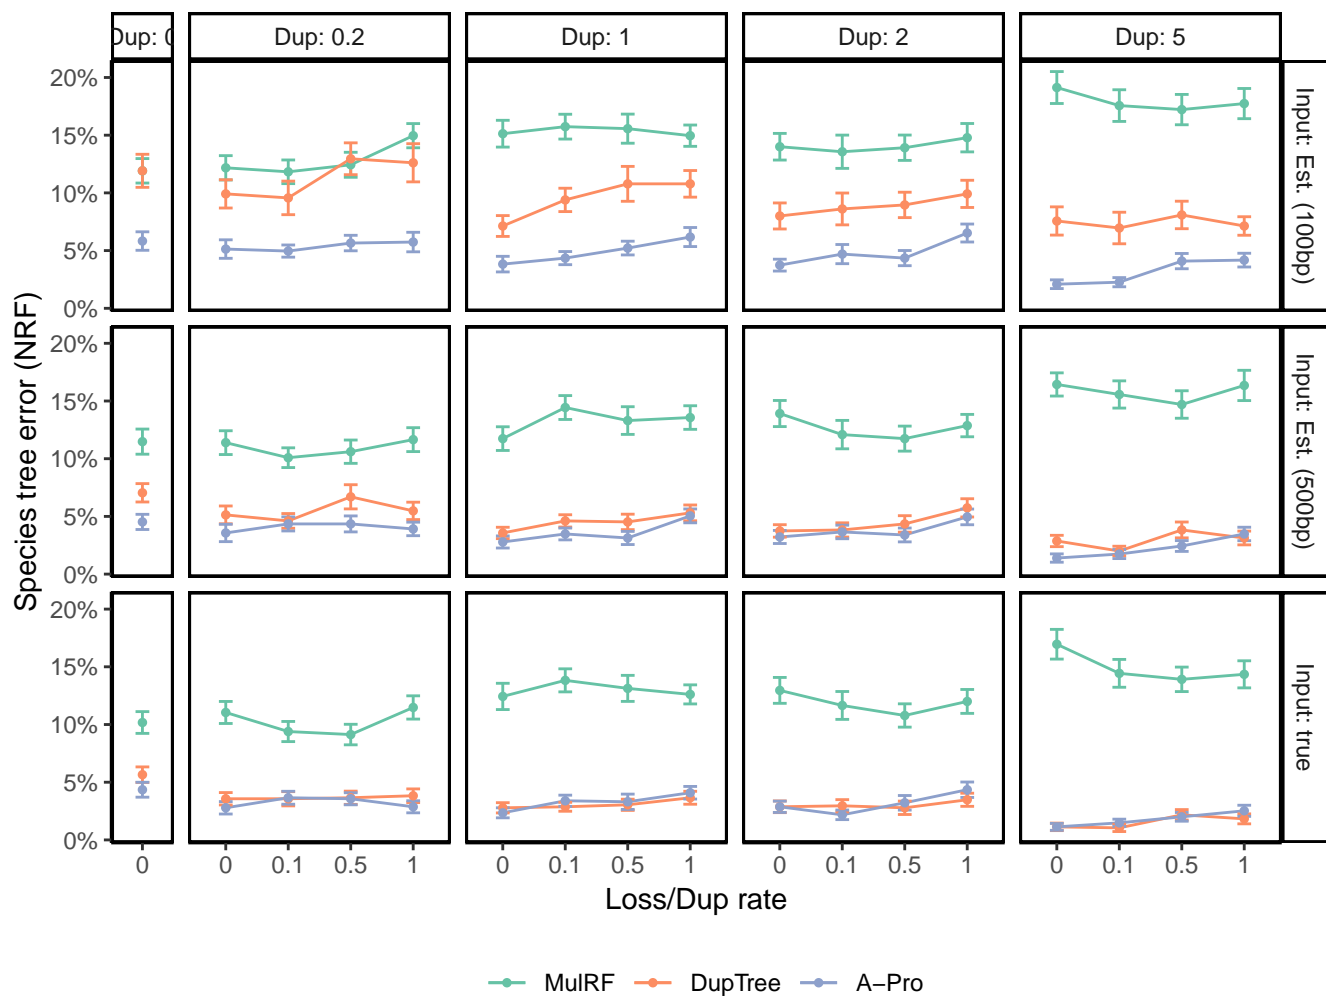 Dup: 0
Dup: 0.2
Dup: 1
Dup: 2
Dup: 5
Species tree error (NRF)
20%
15%
10%
5%
0%
Input: Est. (100bp)
20%
15%
10%
5%
0%
Input: Est. (500bp)
20%
15%
10%
5%
0%
Input: true
0
0 0.1 0.5 1
0 0.1 0.5 1
0 0.1 0.5 1
0 0.1 0.5 1
Loss/Dup rate
MulRF DupTree A−Pro